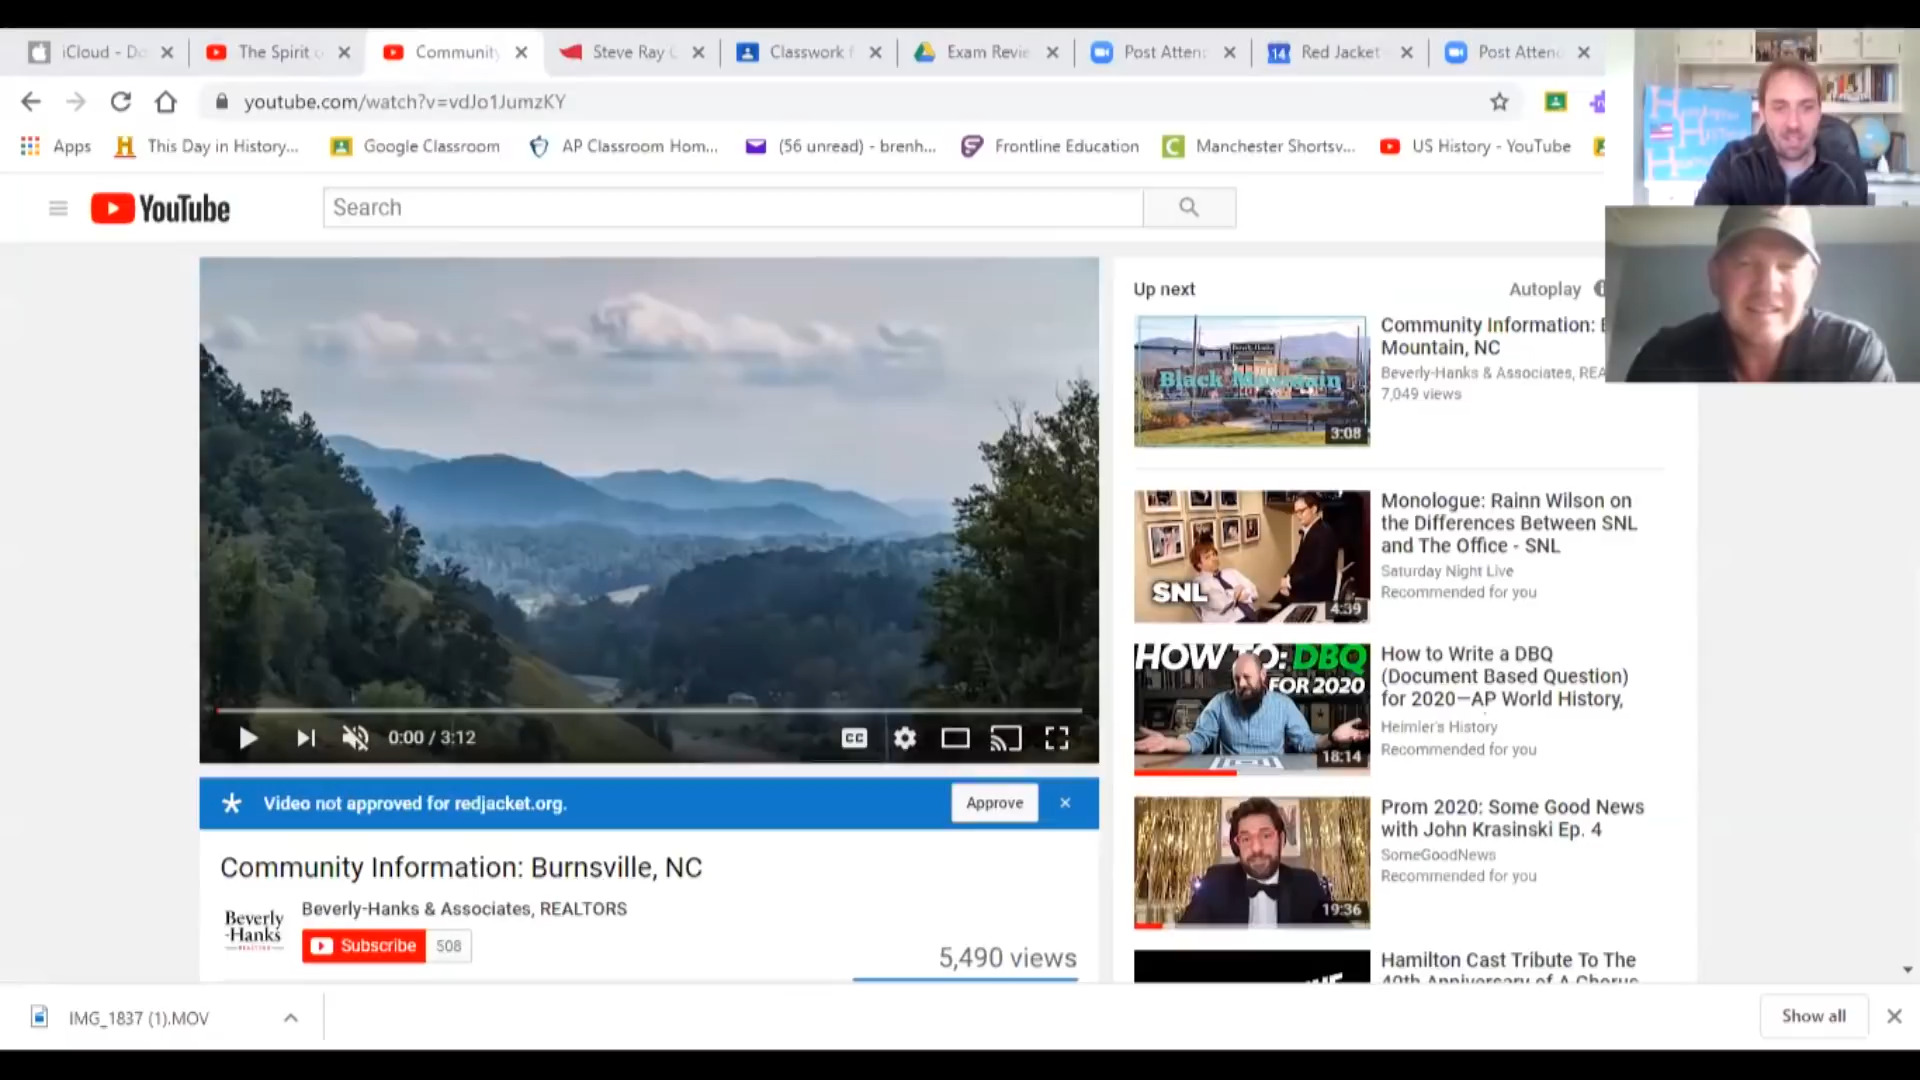 iCloud - Do
The Spirit o
Community
Steve Ray C
Classwork f
Exam Revie
Post Atten
14
Red Jacket
Post Atten
youtube.com/watch?v=vdJo1JumzKY
Apps
This Day in History...
Google Classroom
AP Classroom Hom...
(56 unread) - brenh...
Frontline Education
Manchester Shortsv...
US History - YouTube
YouTube
Search
0:00 / 3:12
CC
Video not approved for redjacket.org.
Approve
Community Information: Burnsville, NC
Beverly
-Hanks
Beverly-Hanks & Associates, REALTORS
Subscribe
508
5,490 views
Up next
Autoplay
Black Mountain
3:08
Community Information: B
Mountain, NC
Beverly-Hanks & Associates, REA
7,049 views
SNL
4:39
Monologue: Rainn Wilson on
the Differences Between SNL
and The Office - SNL
Saturday Night Live
Recommended for you
HOW TO: DBQ
FOR 2020
18:14
How to Write a DBQ
(Document Based Question)
for 2020—AP World History,
Heimler's History
Recommended for you
19:36
Prom 2020: Some Good News
with John Krasinski Ep. 4
SomeGoodNews
Recommended for you
Hamilton Cast Tribute To The
40th Anniversary of A Chorus
IMG_1837 (1).MOV
Show all